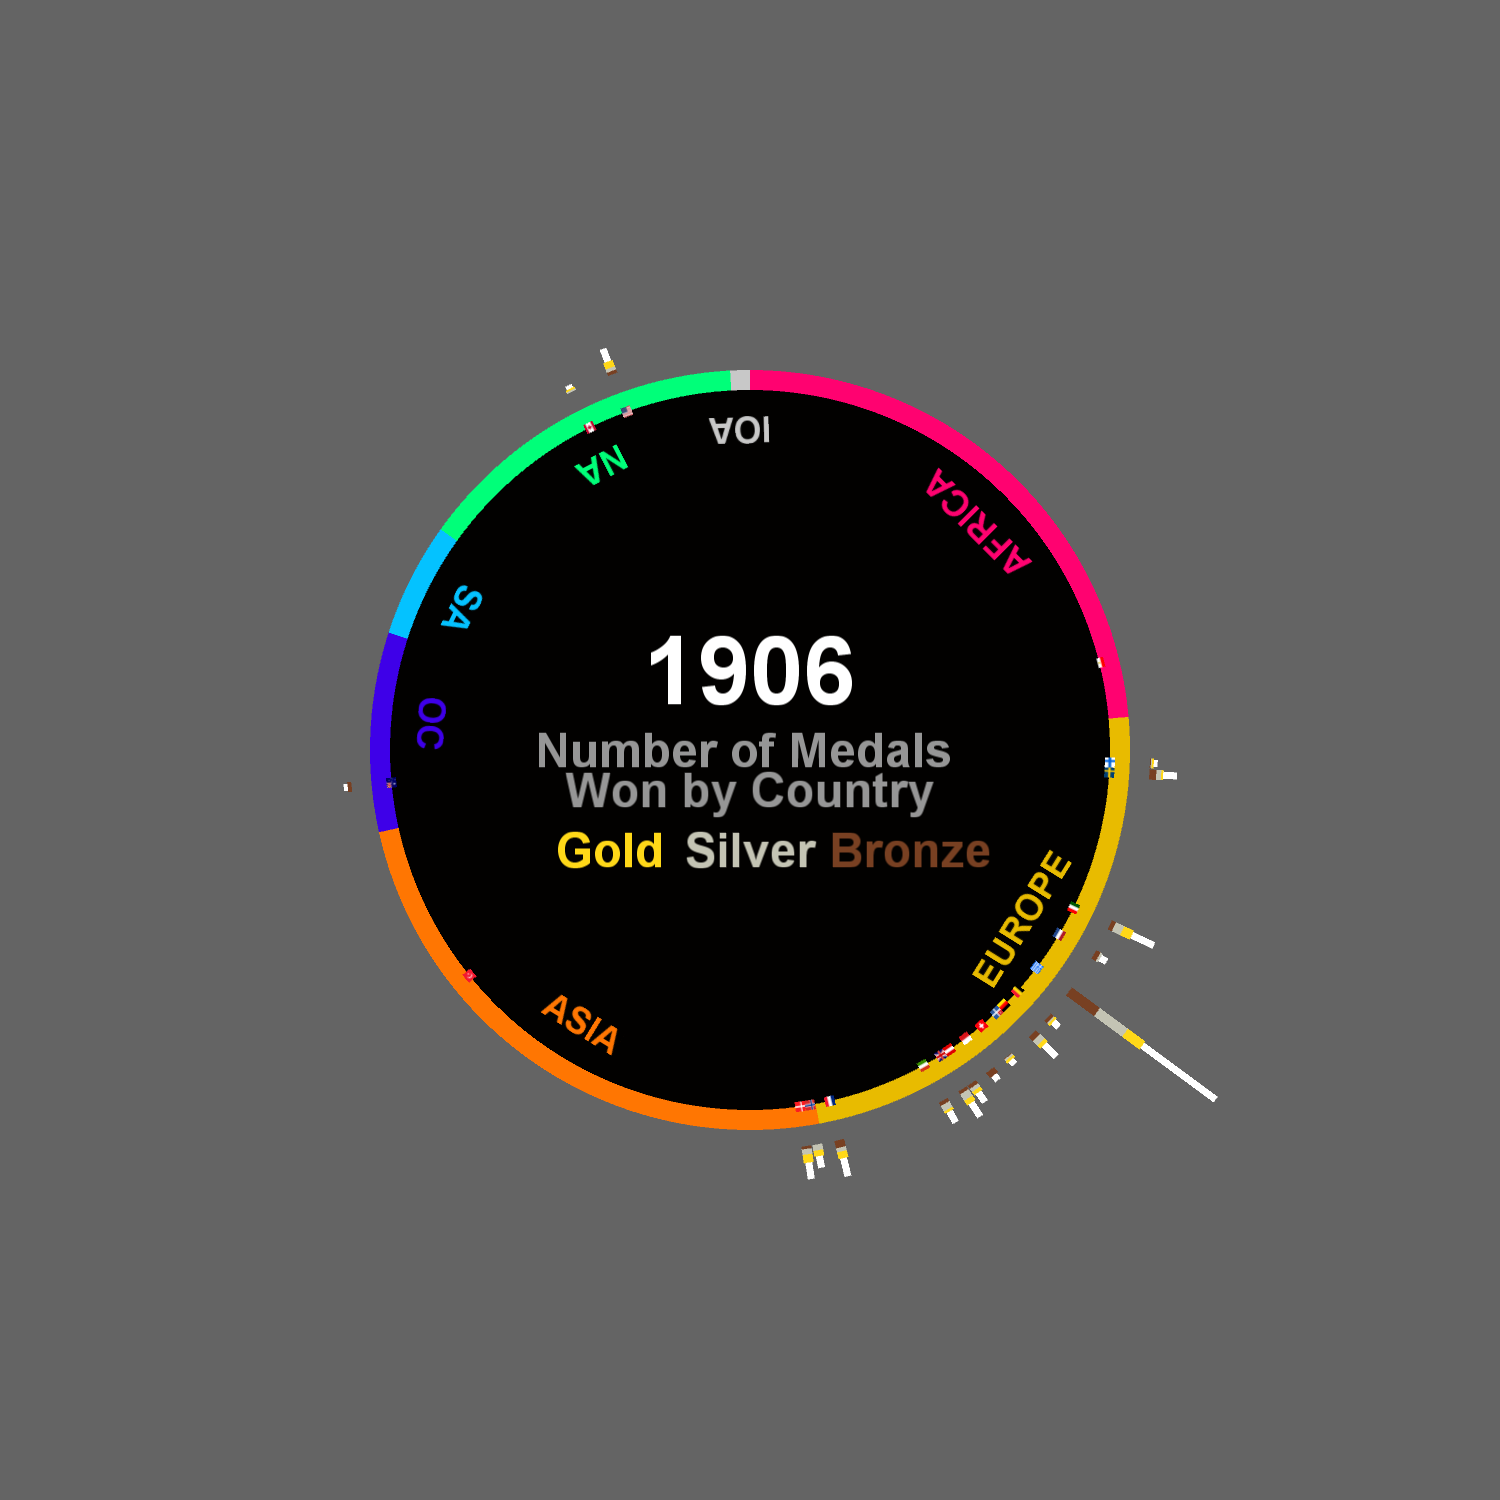 IOA
AFRICA
NA
SA
OC
1906
Number of Medals
Won by Country
Gold Silver Bronze
EUROPE
ASIA